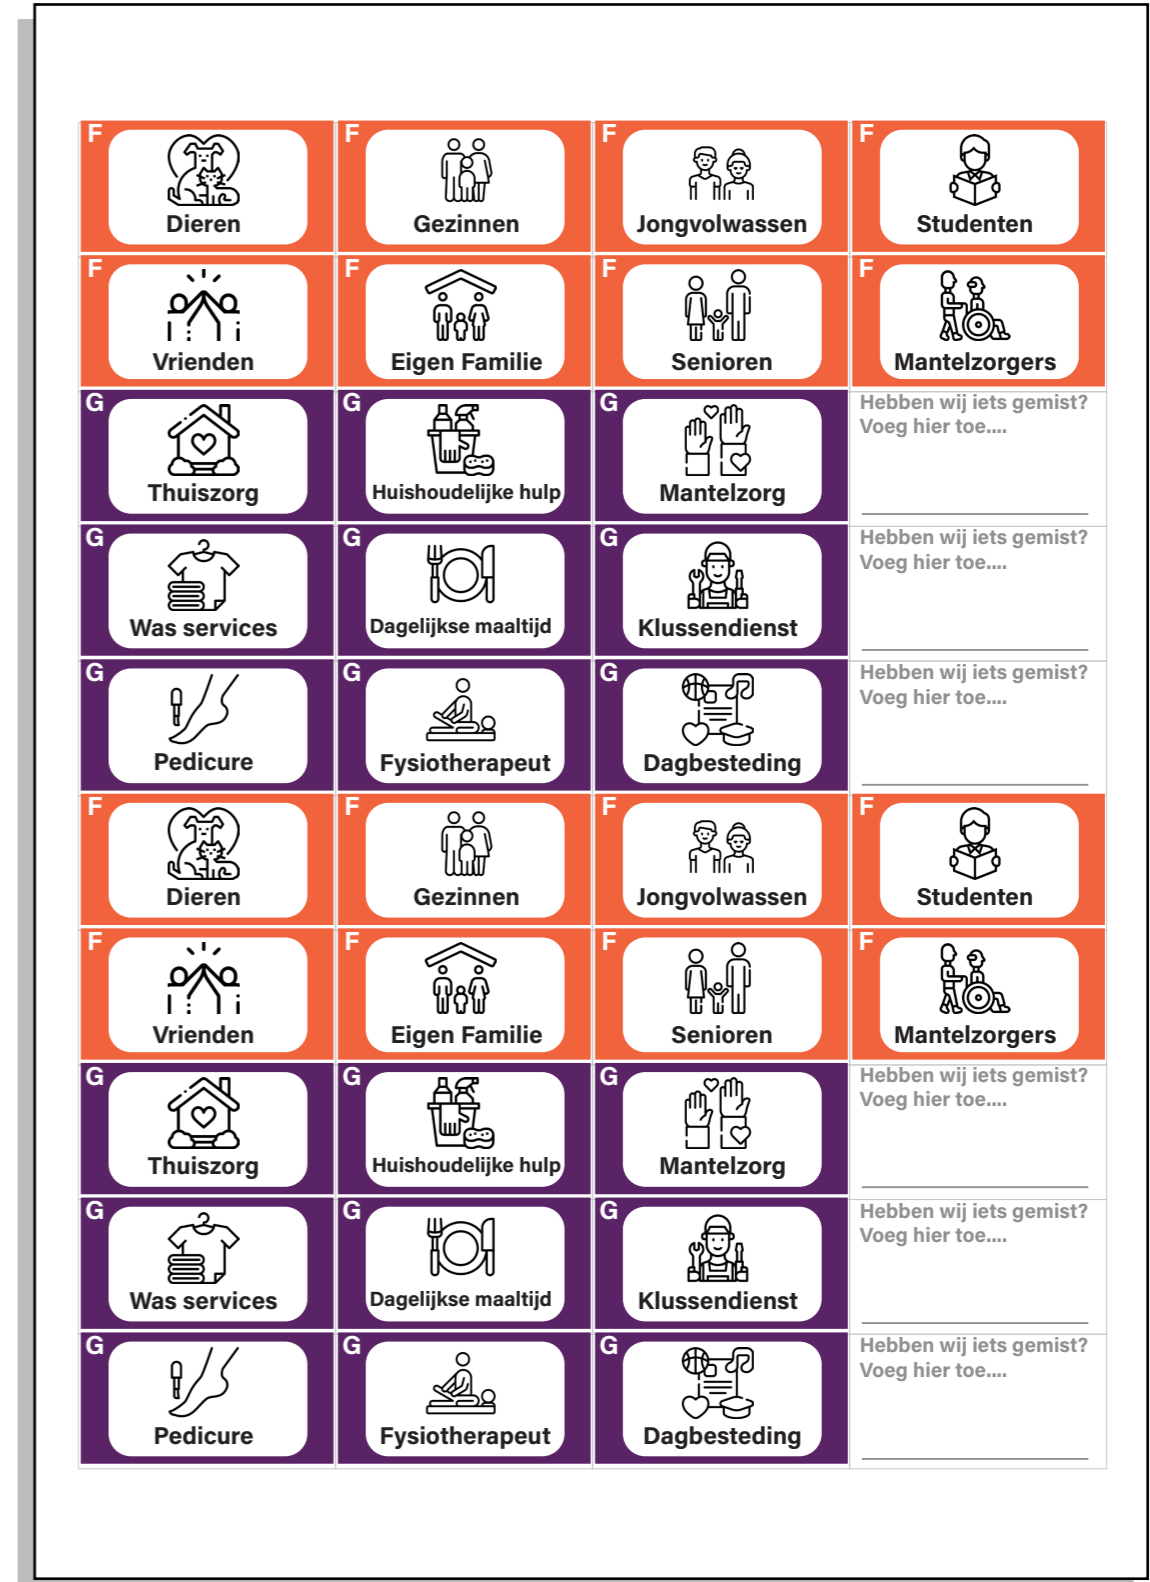 F F F F
Dieren Gezinnen Jongvolwassen Studenten
F F F F
Vrienden Eigen Familie Senioren Mantelzorgers
G G G Hebben wij iets gemist?
Voeg hier toe....
Thuiszorg Huishoudelijke hulp Mantelzorg
G G G Hebben wij iets gemist?
Voeg hier toe....
Was services Dagelijkse maaltijd Klussendienst
G G G Hebben wij iets gemist?
Voeg hier toe....
Pedicure Fysiotherapeut Dagbesteding
F F F F
Dieren Gezinnen Jongvolwassen Studenten
F F F F
Vrienden Eigen Familie Senioren Mantelzorgers
G G G Hebben wij iets gemist?
Voeg hier toe....
Thuiszorg Huishoudelijke hulp Mantelzorg
G G G Hebben wij iets gemist?
Voeg hier toe....
Was services Dagelijkse maaltijd Klussendienst
G G G Hebben wij iets gemist?
Voeg hier toe....
Pedicure Fysiotherapeut Dagbesteding